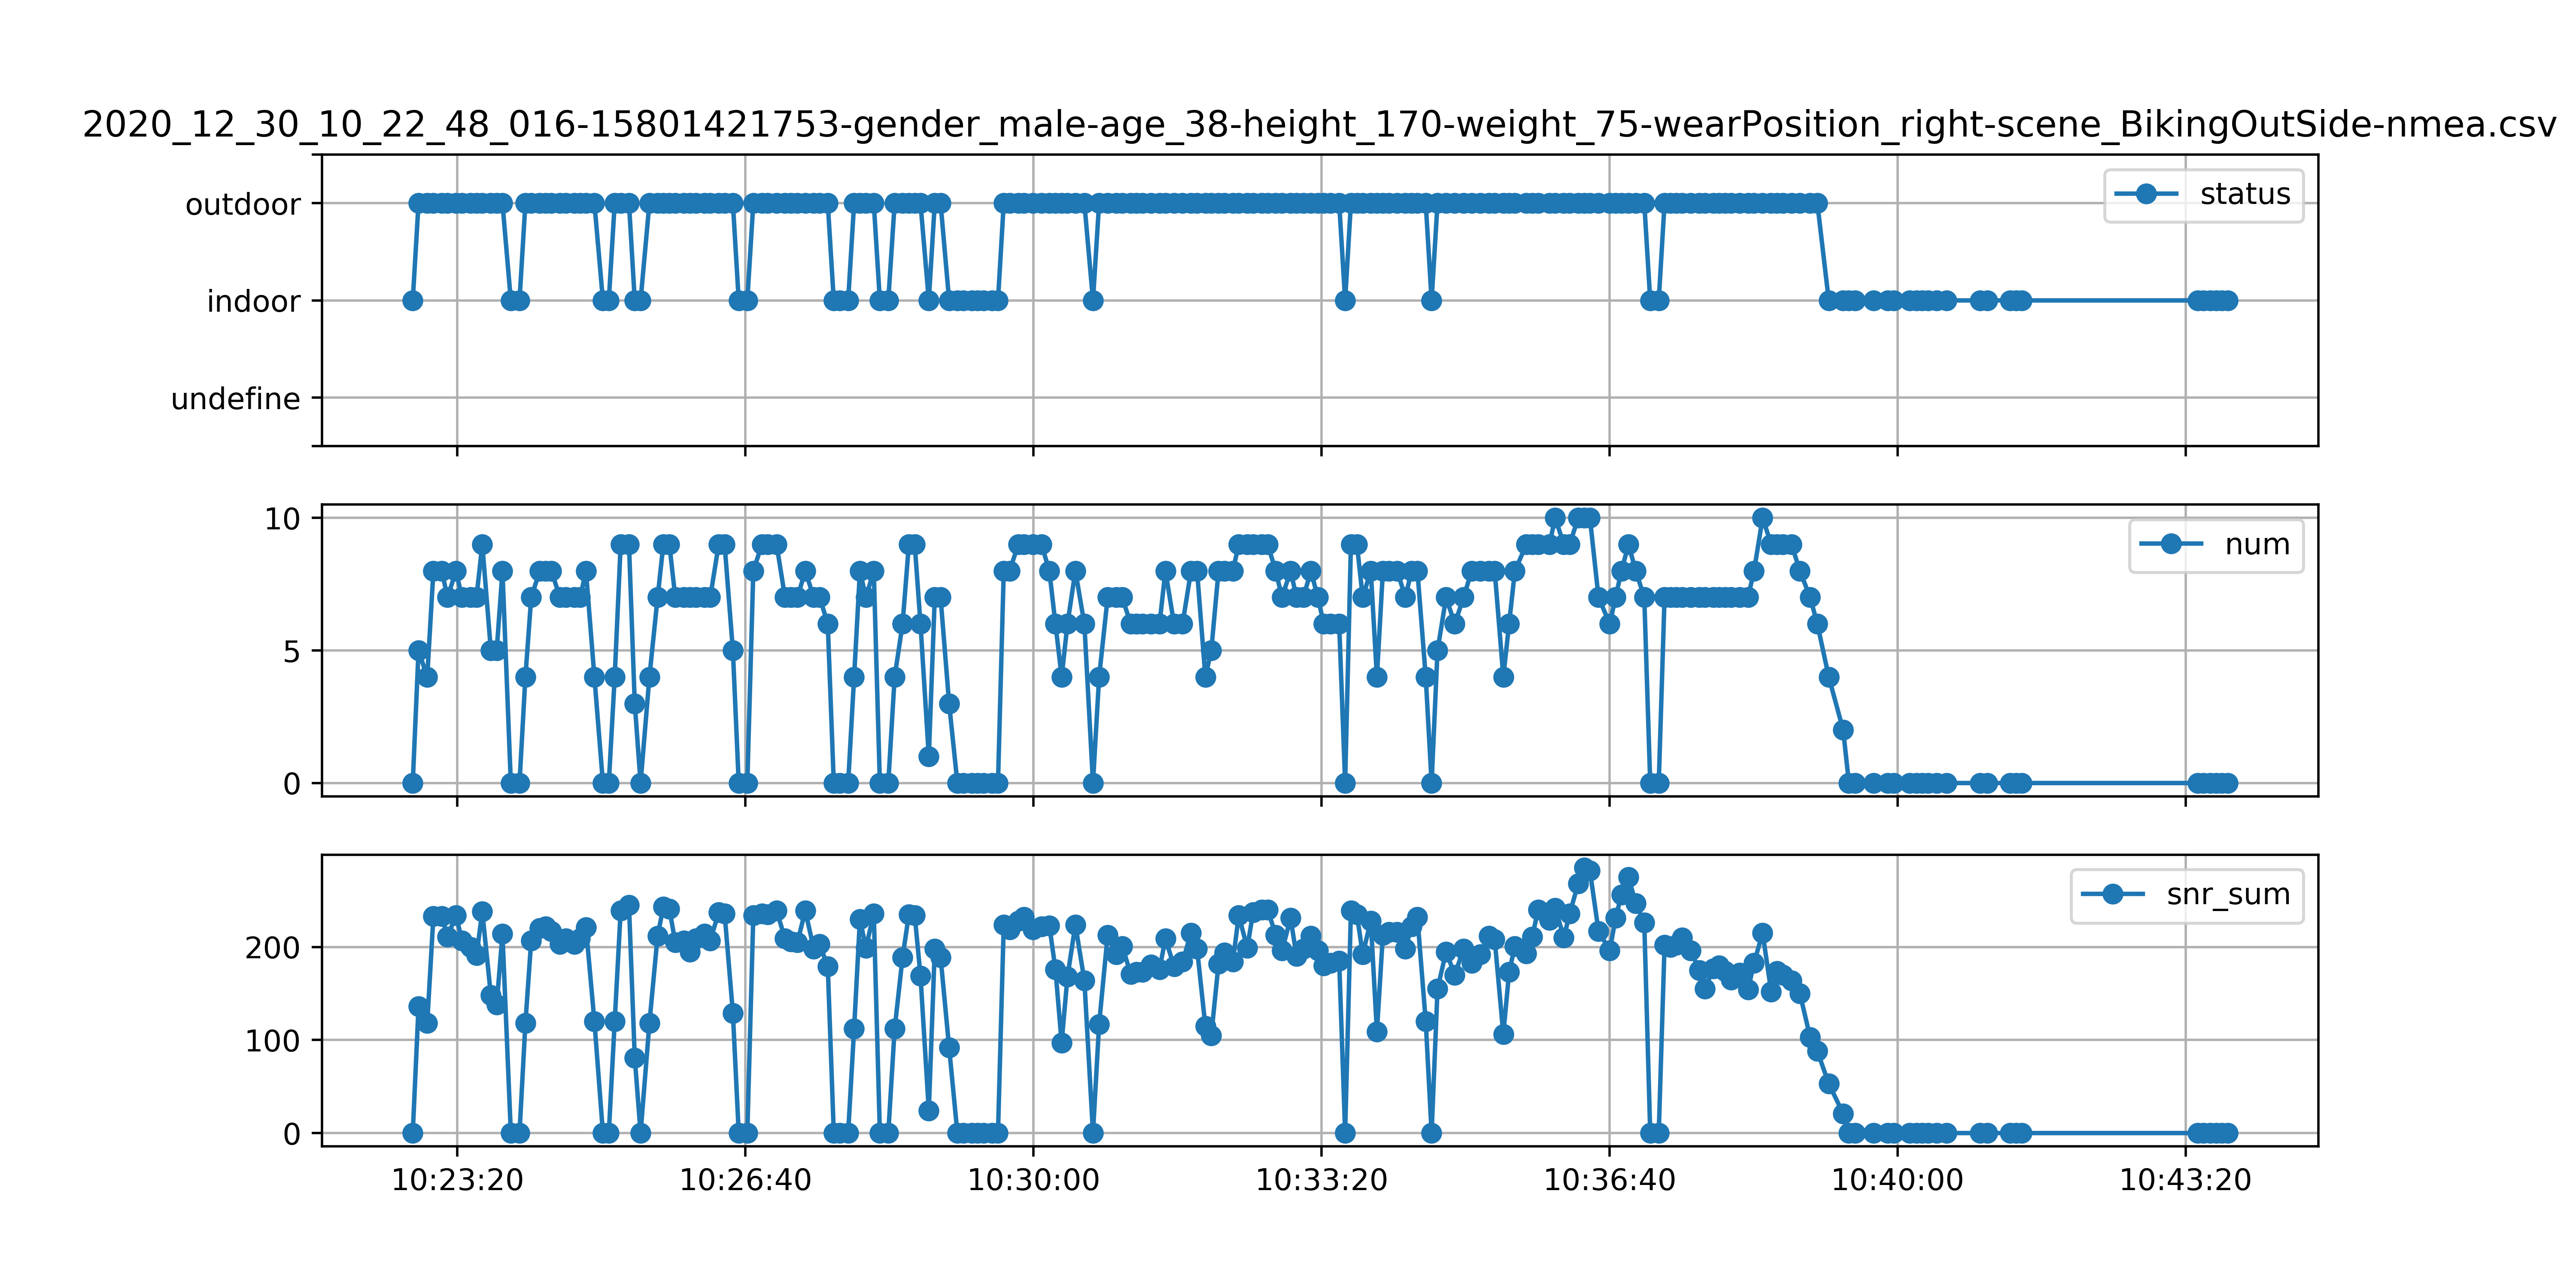 2020_12_30_10_22_48_016-15801421753-gender_male-age_38-height_170-weight_75-wearPosition_right-scene_BikingOutSide-nmea.csv
outdoor
indoor
undefine
status
10
5
0
num
200
100
0
snr_sum
10:23:20 10:26:40 10:30:00 10:33:20 10:36:40 10:40:00 10:43:20